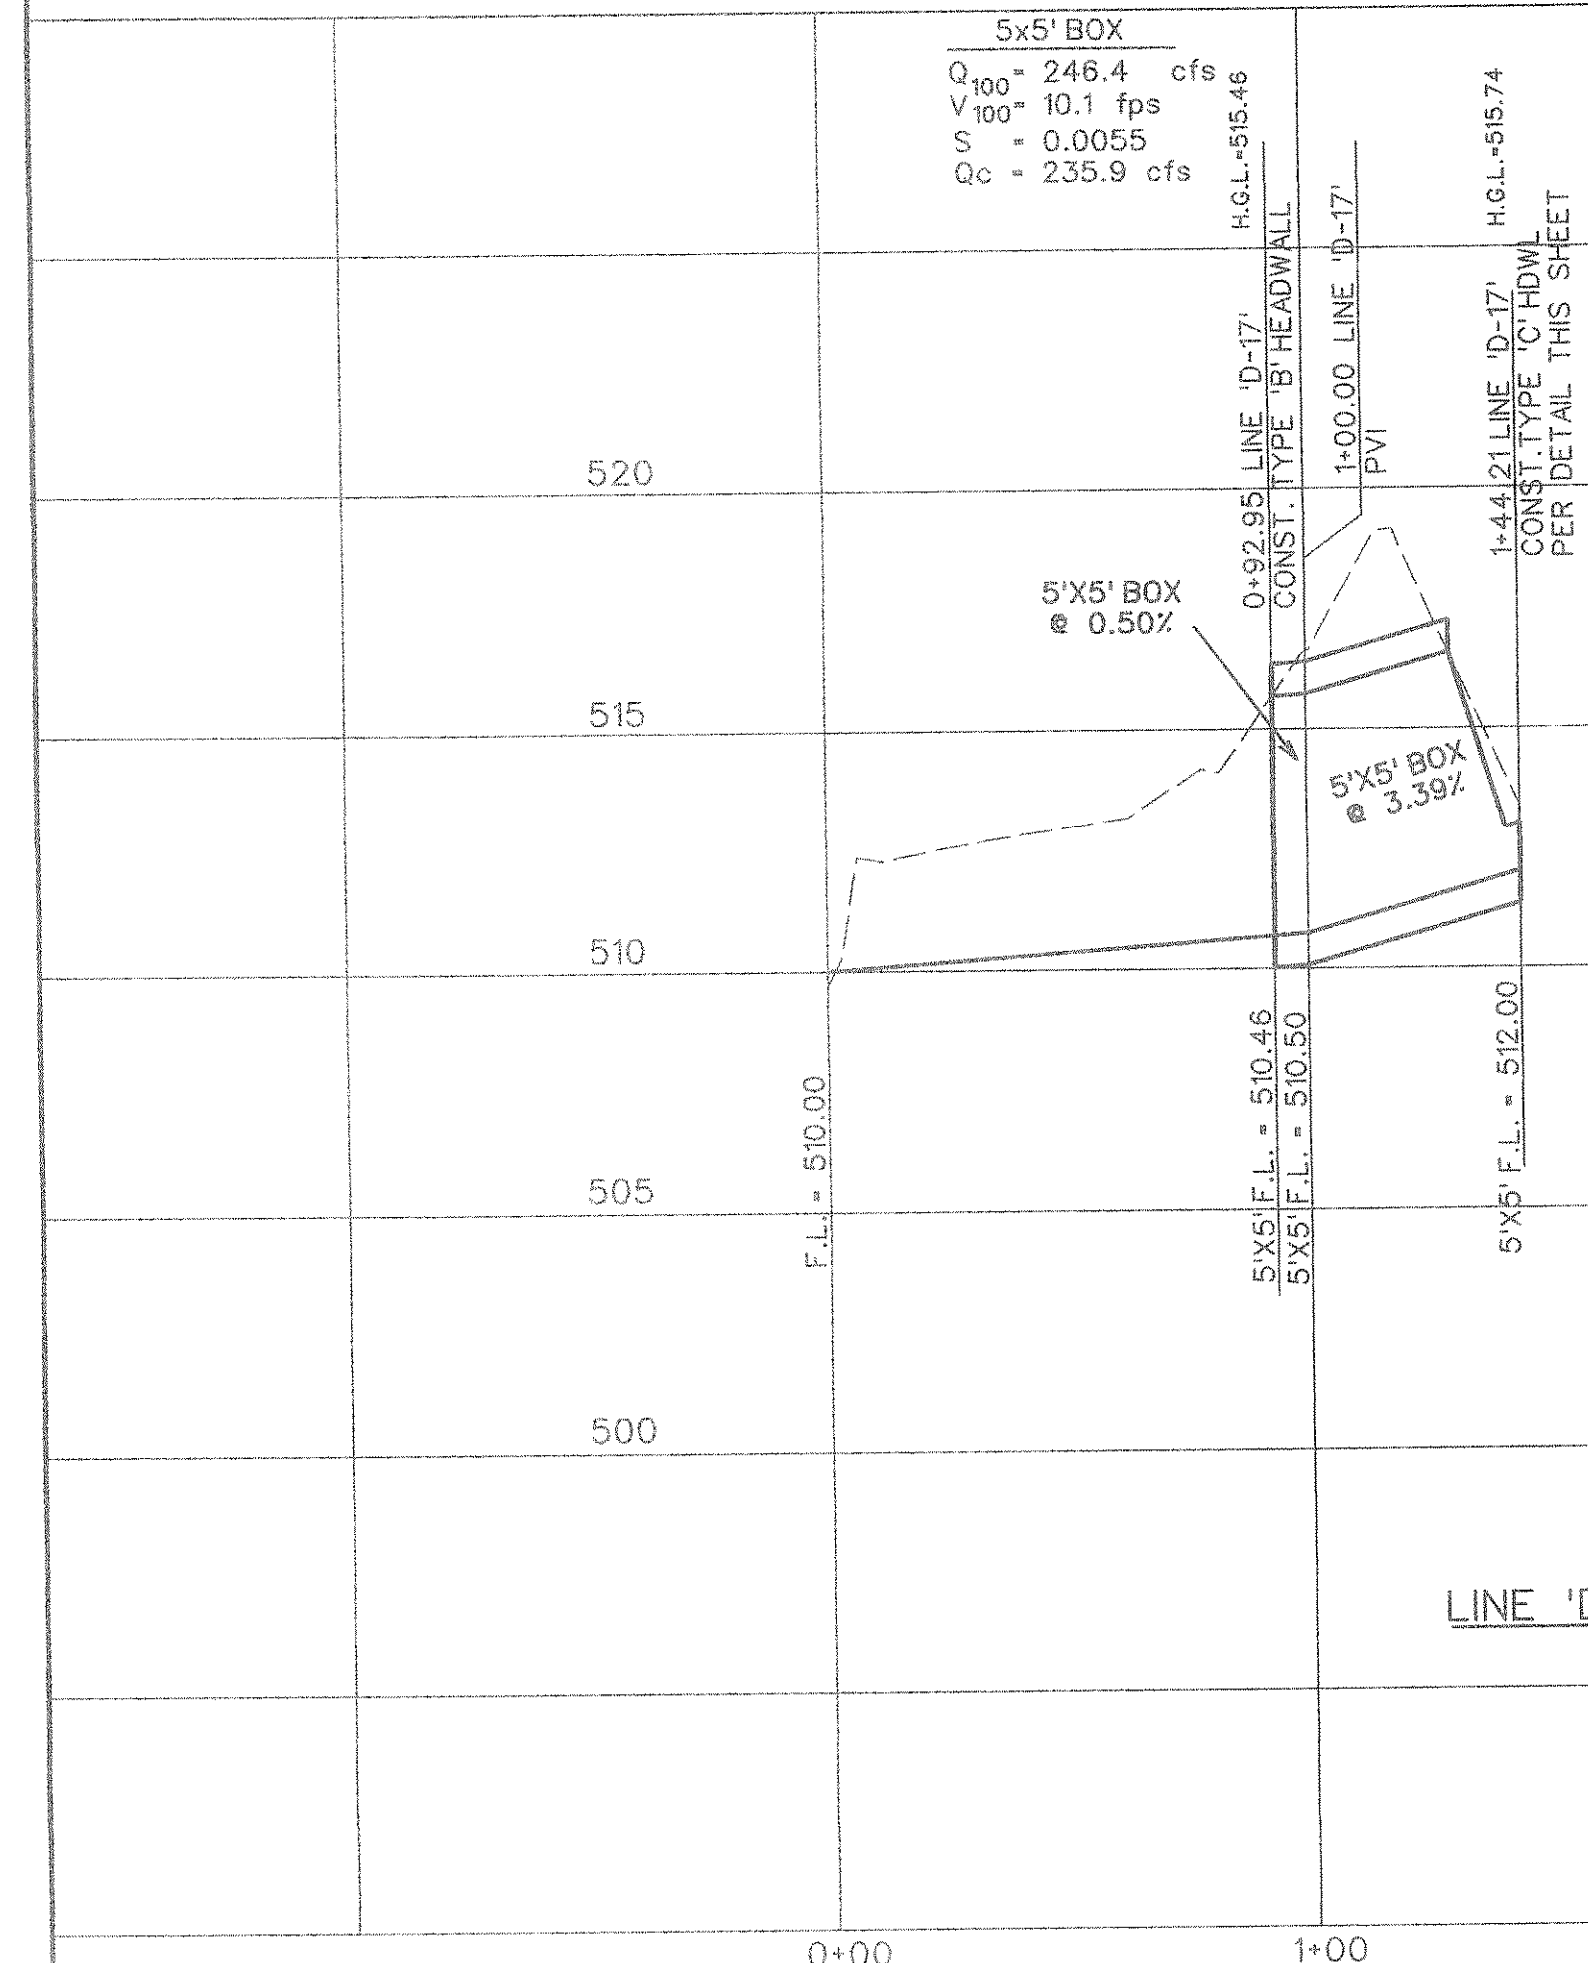 5x5' BOX
Q100 = 246.4 cfs
V100 = 10.1 fps
S = 0.0055
Qc = 235.9 cfs
H.G.L.=515.46
0+92.95 LINE 'D-17'
CONST. TYPE 'B' HEADWALL
1+00.00 LINE 'D-17'
PVI
H.G.L.=515.74
1+44.21 LINE 'D-17'
CONST. TYPE 'C' HDWL
PER DETAIL THIS SHEET
520
5'X5' BOX
@ 0.50%
515
5'X5' BOX
@ 3.39%
510
F.L. = 510.00
5'X5' F.L. = 510.46
5'X5' F.L. = 510.50
5'X5' F.L. = 512.00
505
500
LINE 'D
0+00
1+00